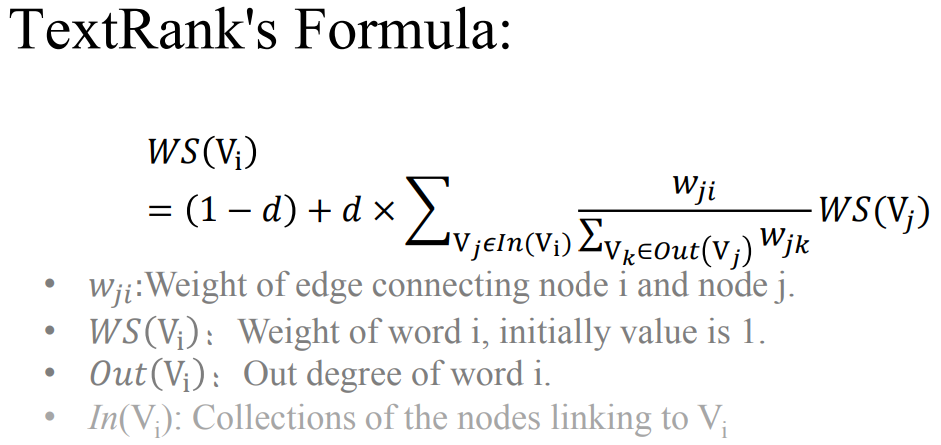 TextRank's Formula:
WS(Vᵢ)
= (1 − d) + d × ∑_{Vⱼ∈In(Vᵢ)} \frac{wⱼᵢ}{∑_{Vₖ∈Out(Vⱼ)} wⱼₖ} WS(Vⱼ)
• wⱼᵢ:Weight of edge connecting node i and node j.
• WS(Vᵢ)：Weight of word i, initially value is 1.
• Out(Vᵢ)：Out degree of word i.
• In(Vᵢ): Collections of the nodes linking to Vᵢ